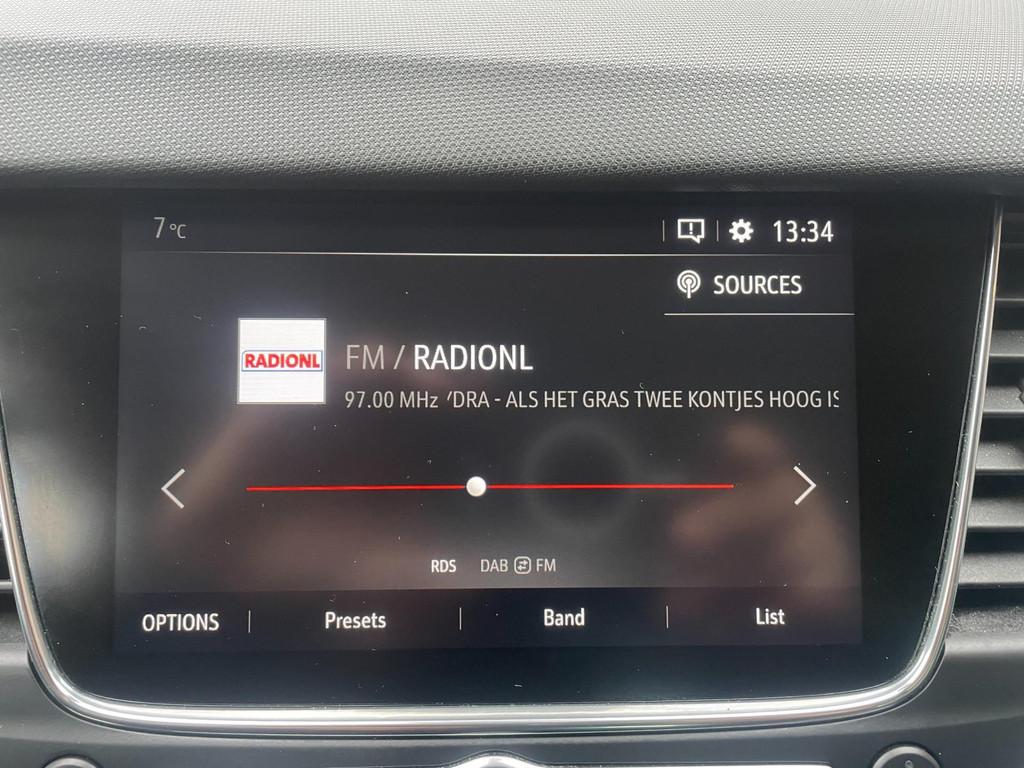 7 °C
13:34
SOURCES
RADIONL
FM / RADIONL
97.00 MHz 'DRA - ALS HET GRAS TWEE KONTJES HOOG IS
RDS DAB FM
OPTIONS Presets Band List